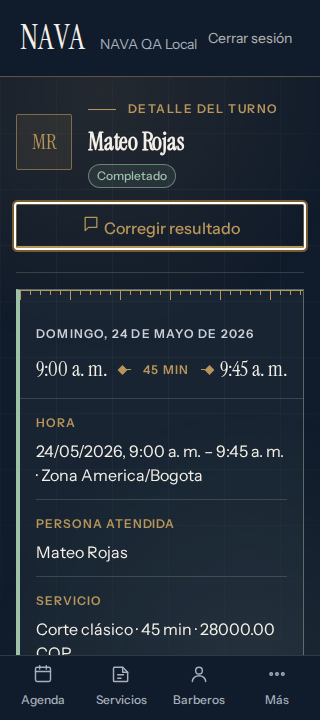 NAVA NAVA QA Local Cerrar sesión
DETALLE DEL TURNO
MR
Mateo Rojas
Completado
Corregir resultado
DOMINGO, 24 DE MAYO DE 2026
9:00 a. m. 45 MIN 9:45 a. m.
HORA
24/05/2026, 9:00 a. m. – 9:45 a. m.
· Zona America/Bogota
PERSONA ATENDIDA
Mateo Rojas
SERVICIO
Corte clásico · 45 min · 28000.00
COP
Agenda Servicios Barberos Más